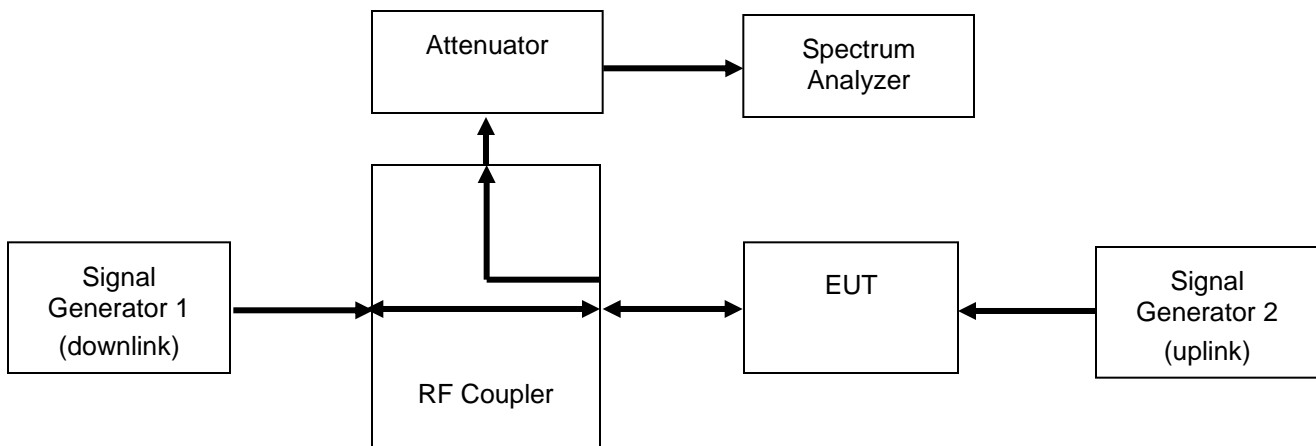 Attenuator
Spectrum
Analyzer
Signal
Generator 1
(downlink)
EUT
Signal
Generator 2
(uplink)
RF Coupler